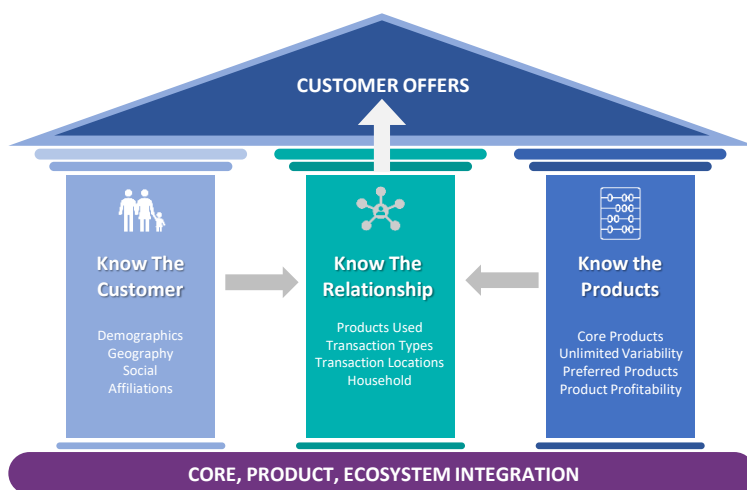 CUSTOMER OFFERS
Know The
Customer
Demographics
Geography
Social
Affiliations
Know The
Relationship
Products Used
Transaction Types
Transaction Locations
Household
Know the
Products
Core Products
Unlimited Variability
Preferred Products
Product Profitability
CORE, PRODUCT, ECOSYSTEM INTEGRATION